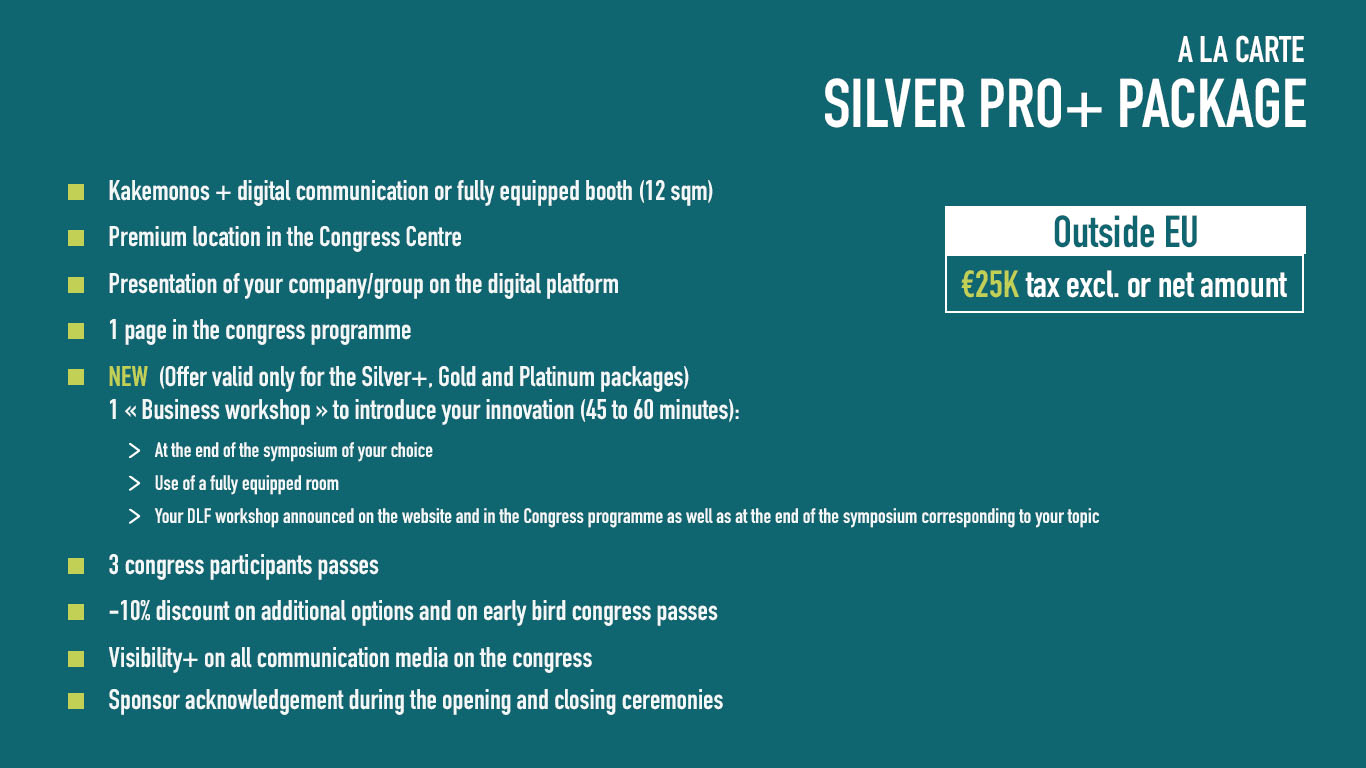 A LA CARTE
SILVER PRO+ PACKAGE
Kakemonos + digital communication or fully equipped booth (12 sqm)
Premium location in the Congress Centre
Presentation of your company/group on the digital platform
1 page in the congress programme
NEW (Offer valid only for the Silver+, Gold and Platinum packages)
1 « Business workshop » to introduce your innovation (45 to 60 minutes):
> At the end of the symposium of your choice
> Use of a fully equipped room
> Your DLF workshop announced on the website and in the Congress programme as well as at the end of the symposium corresponding to your topic
3 congress participants passes
-10% discount on additional options and on early bird congress passes
Visibility+ on all communication media on the congress
Sponsor acknowledgement during the opening and closing ceremonies
Outside EU
€25K tax excl. or net amount